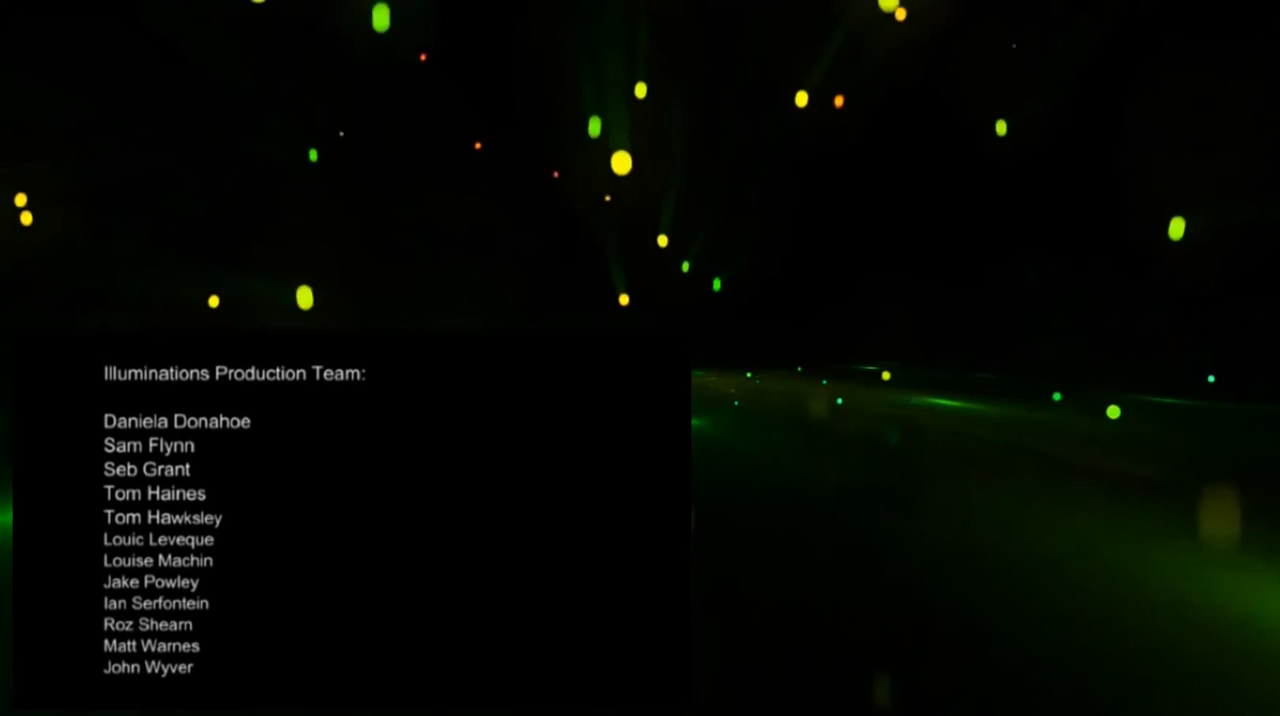 Illuminations Production Team:
Daniela Donahoe
Sam Flynn
Seb Grant
Tom Haines
Tom Hawksley
Louic Leveque
Louise Machin
Jake Powley
Ian Serfontein
Roz Shearn
Matt Warnes
John Wyver